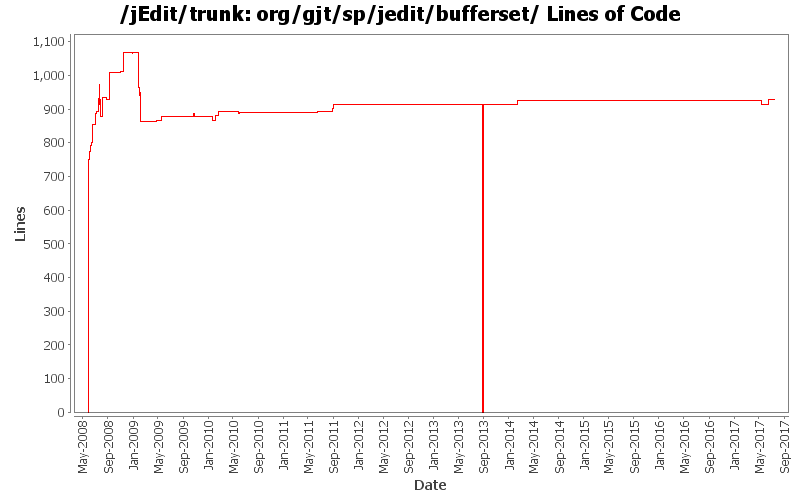 /jEdit/trunk: org/gjt/sp/jedit/bufferset/ Lines of Code
1,100
1,000
900
800
700
600
500
400
300
200
100
0
Lines
May-2008
Sep-2008
Jan-2009
May-2009
Sep-2009
Jan-2010
May-2010
Sep-2010
Jan-2011
May-2011
Sep-2011
Jan-2012
May-2012
Sep-2012
Jan-2013
May-2013
Sep-2013
Jan-2014
May-2014
Sep-2014
Jan-2015
May-2015
Sep-2015
Jan-2016
May-2016
Sep-2016
Jan-2017
May-2017
Sep-2017
Date